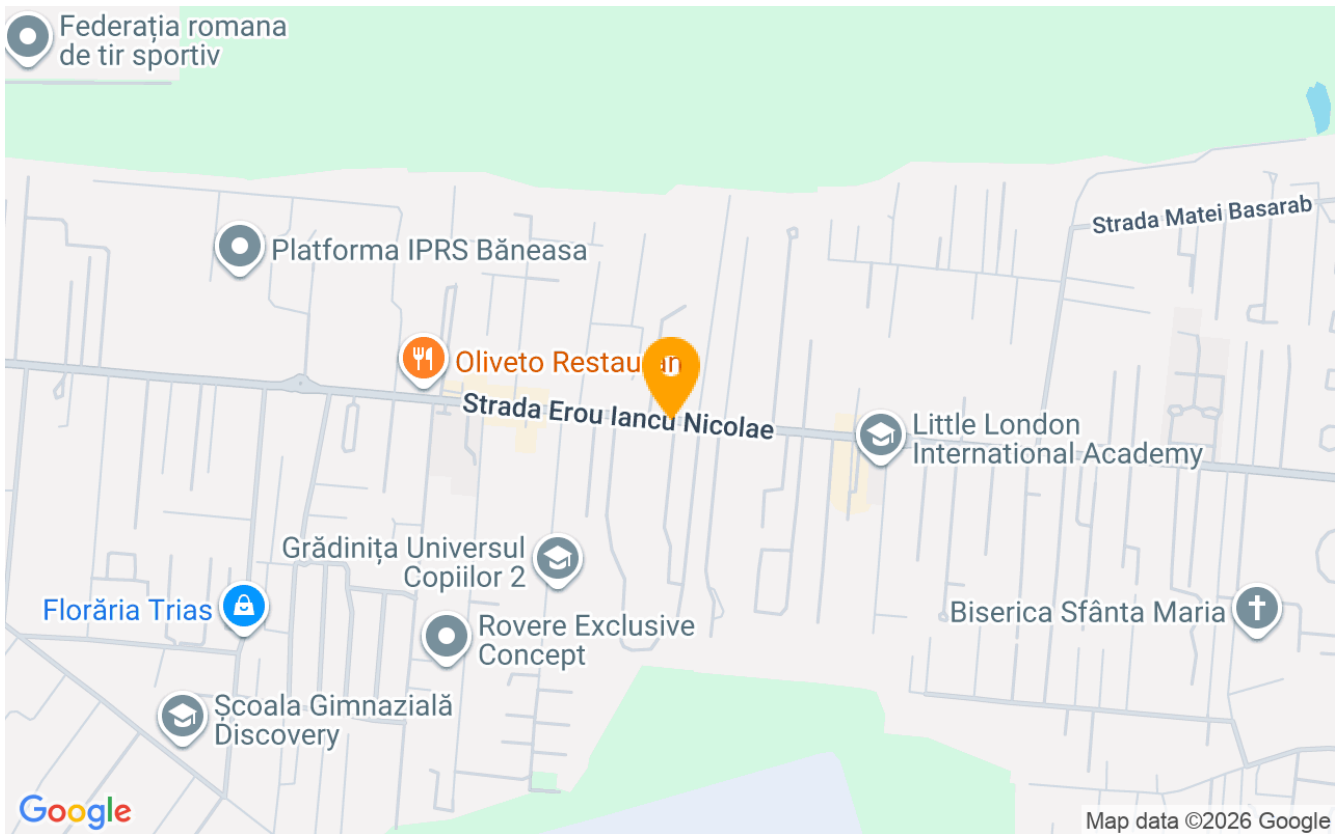 Federația romana
de tir sportiv
Strada Matei Basarab
Platforma IPRS Băneasa
Oliveto Restau an
Strada Erou Iancu Nicolae
Little London
International Academy
Grădinița Universul
Copiilor 2
Florăria Trias
Biserica Sfânta Maria
Rovere Exclusive
Concept
Școala Gimnazială
Discovery
Google
Map data ©2026 Google